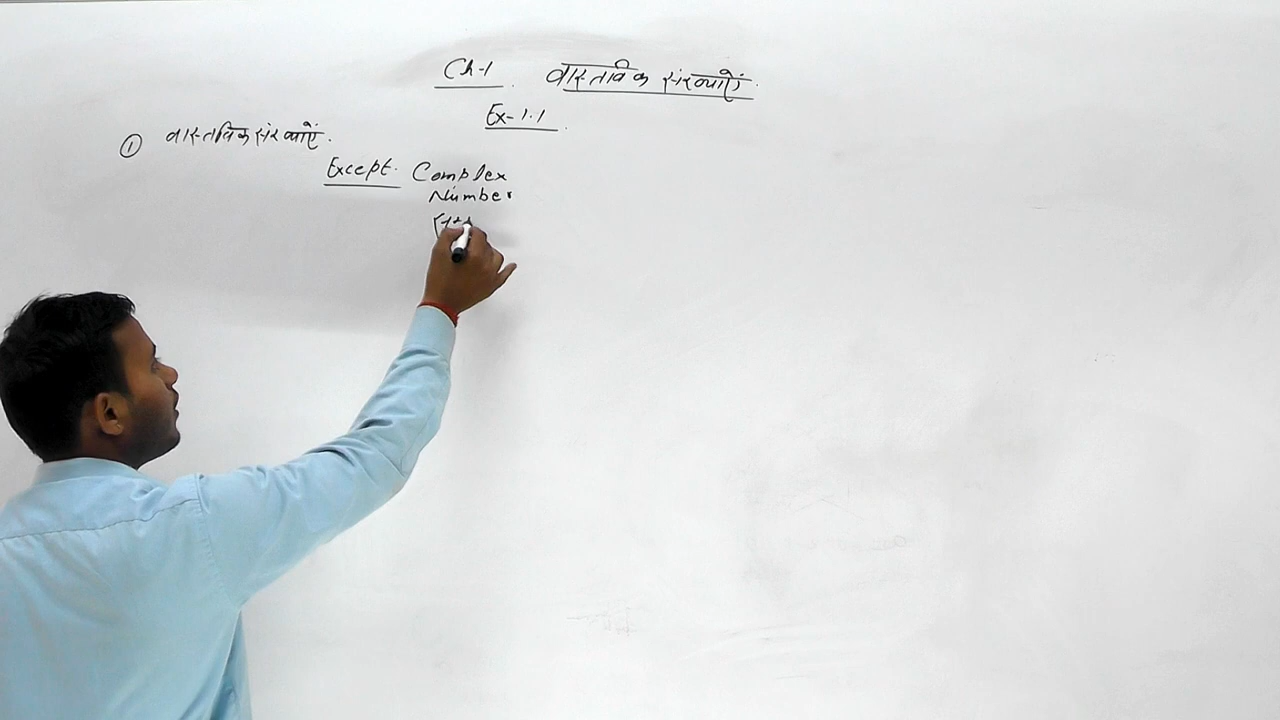 Ch-1. वास्तविक संख्याएँ.
Ex-1.1.
① वास्तविक संख्याएँ.
Except. Complex
Number